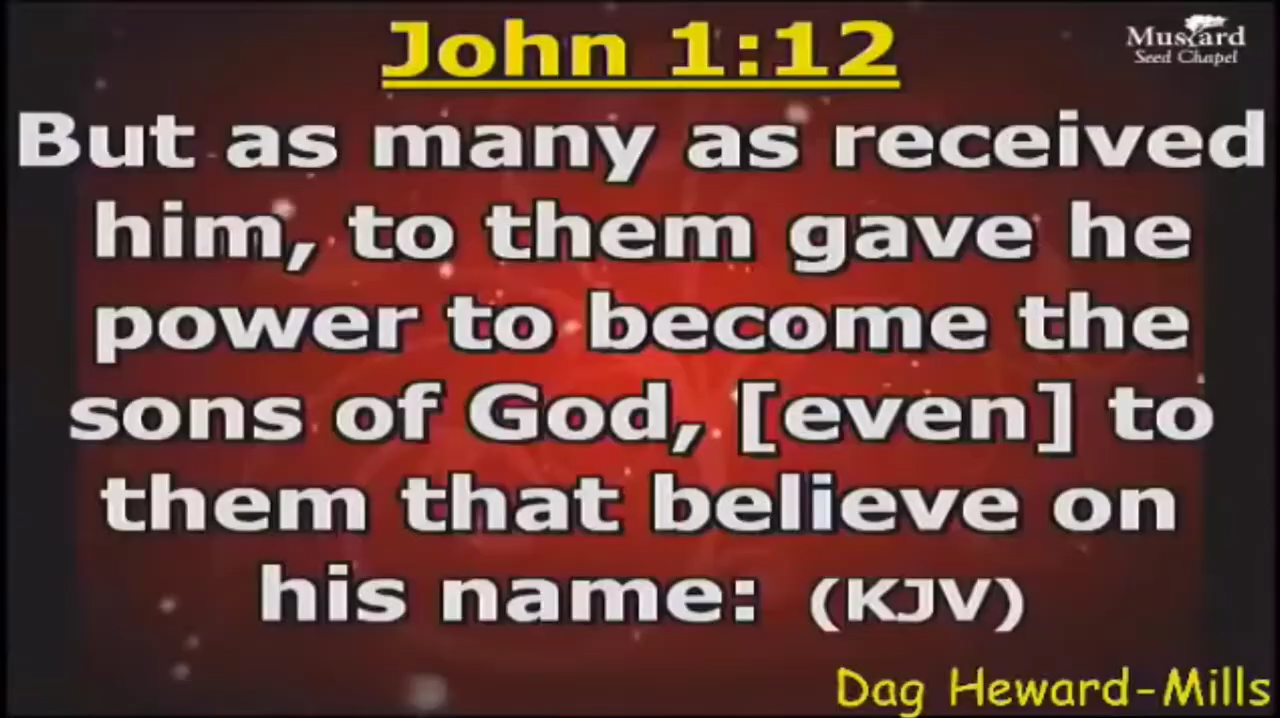 John 1:12
Mustard
Seed Chapel
But as many as received
him, to them gave he
power to become the
sons of God, [even] to
them that believe on
his name: (KJV)
Dag Heward-Mills